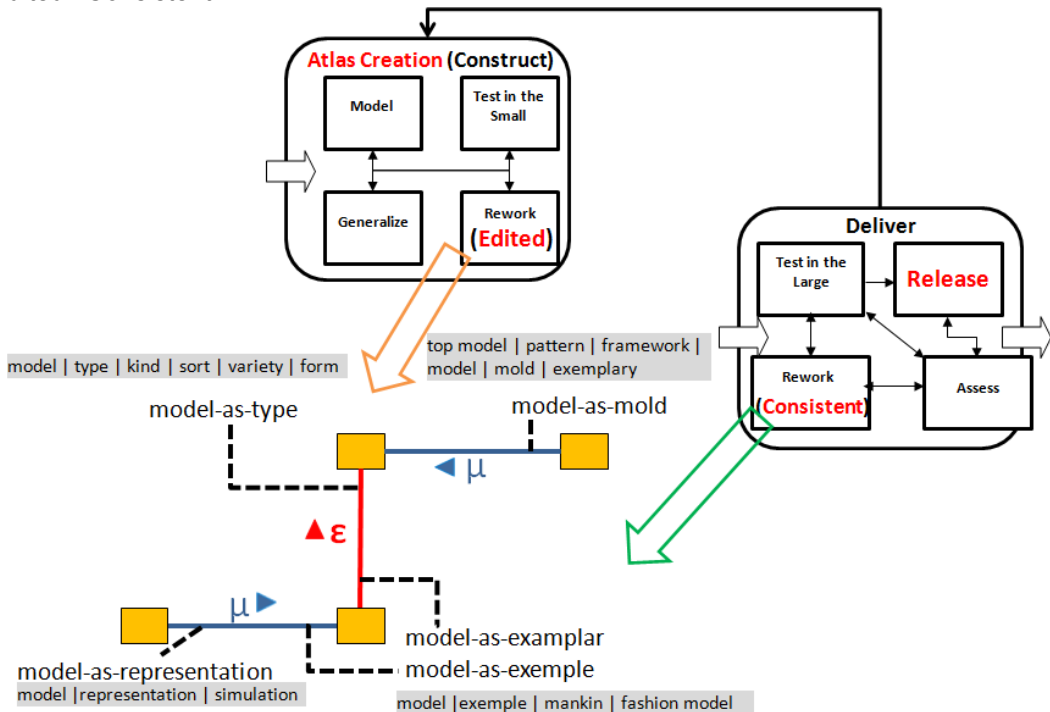 Atlas Creation (Construct)
Model
Test in the
Small
Generalize
Rework
(Edited)
Deliver
Test in the
Large
Release
Rework
(Consistent)
Assess
model | type | kind | sort | variety | form
top model | pattern | framework |
model | mold | exemplary
model-as-type
model-as-mold
◄ μ
▲ ε
μ ►
model-as-examplar
model-as-representation
model-as-exemple
model |representation | simulation
model |exemple | mankin | fashion model